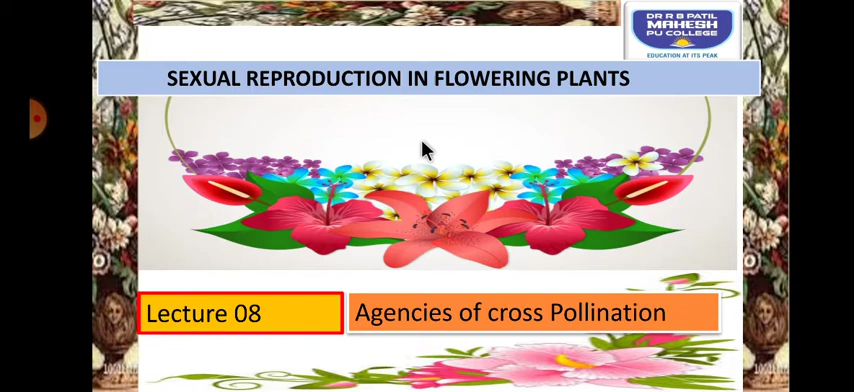 DR R B PATIL
MAHESH
PU COLLEGE
EDUCATION AT ITS PEAK
SEXUAL REPRODUCTION IN FLOWERING PLANTS
Lecture 08
Agencies of cross Pollination